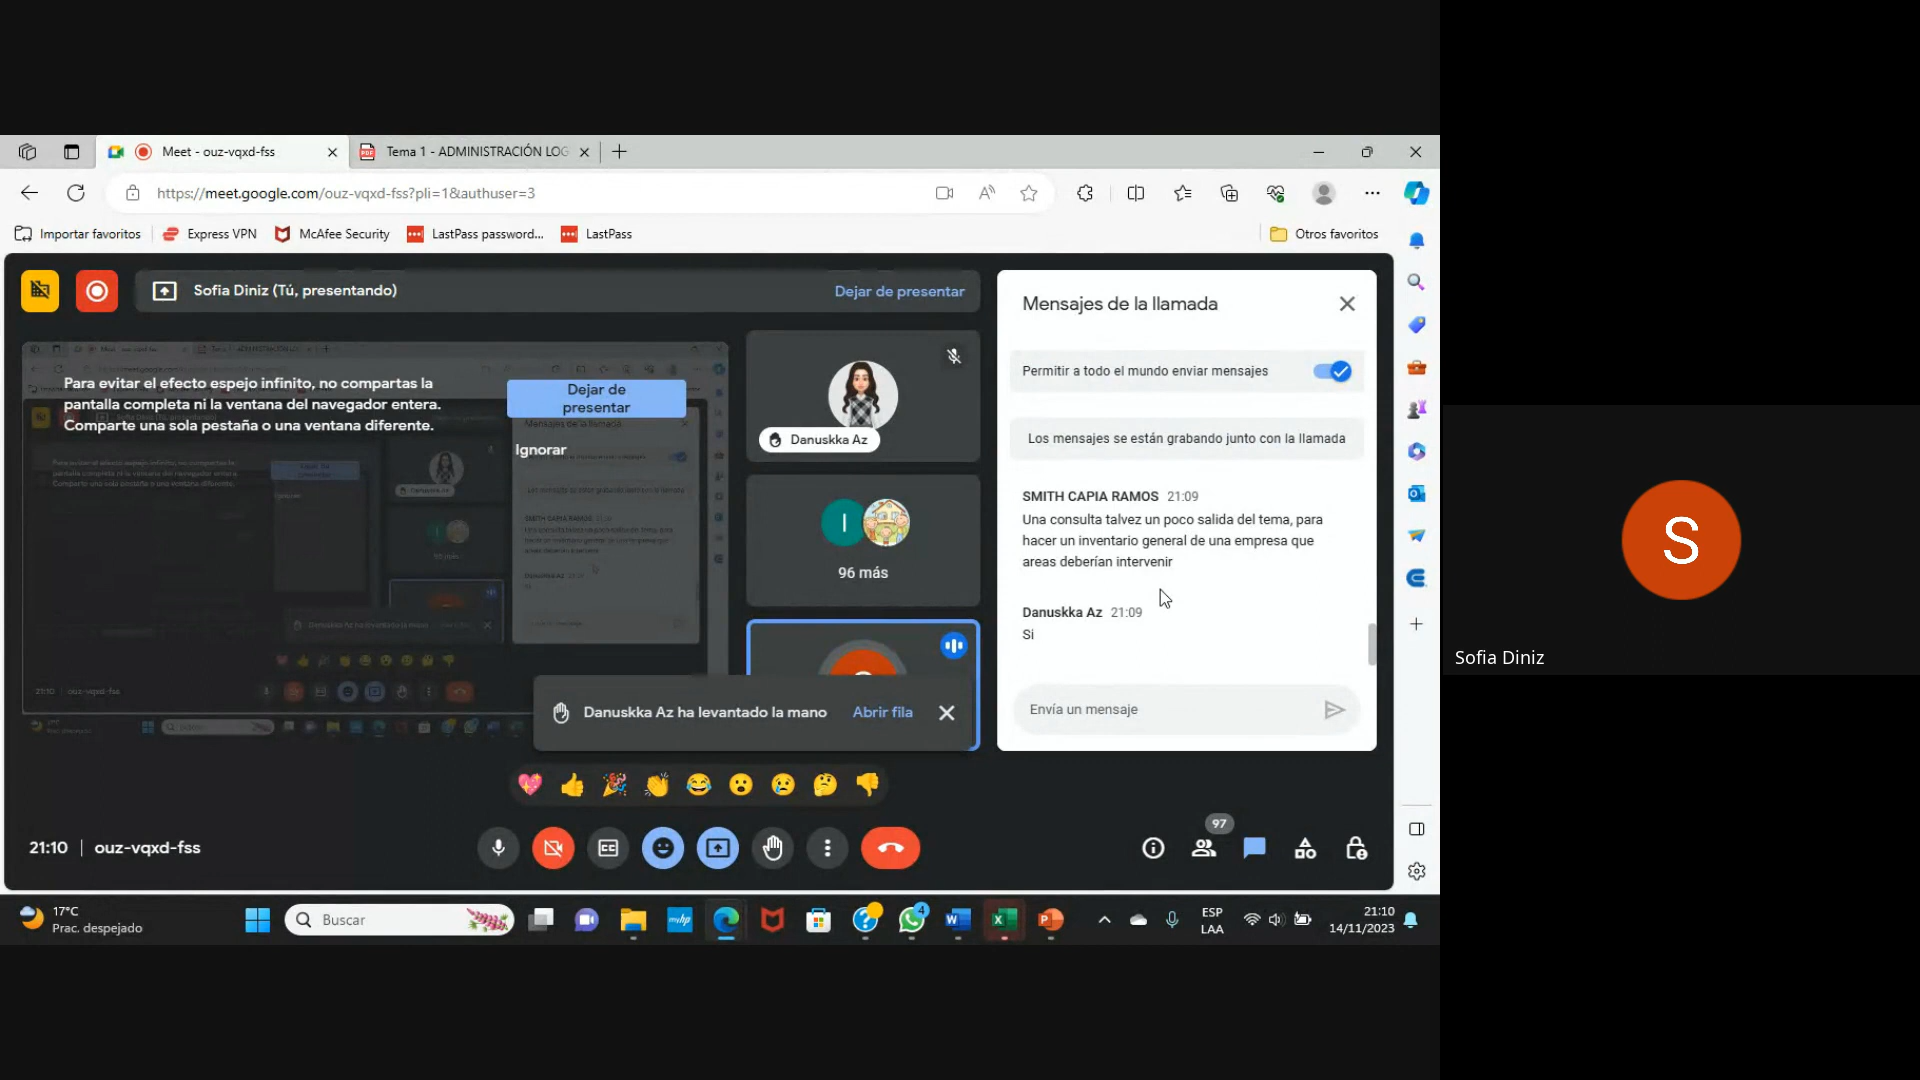 Meet - ouz-vqxd-fss
Tema 1 - ADMINISTRACIÓN LOG
https://meet.google.com/ouz-vqxd-fss?pli=1&authuser=3
Importar favoritos
Express VPN
McAfee Security
LastPass password...
LastPass
Otros favoritos
Sofia Diniz (Tú, presentando)
Dejar de presentar
Para evitar el efecto espejo infinito, no compartas la
pantalla completa ni la ventana del navegador entera.
Comparte una sola pestaña o una ventana diferente.
Dejar de
presentar
Ignorar
Danuskka Az
I
96 más
Danuskka Az ha levantado la mano
Abrir fila
Mensajes de la llamada
Permitir a todo el mundo enviar mensajes
Los mensajes se están grabando junto con la llamada
SMITH CAPIA RAMOS 21:09
Una consulta talvez un poco salida del tema, para
hacer un inventario general de una empresa que
areas deberían intervenir
Danuskka Az 21:09
Si
Envía un mensaje
21:10 | ouz-vqxd-fss
97
17°C
Prac. despejado
Buscar
4
ESP
LAA
21:10
14/11/2023
S
Sofia Diniz